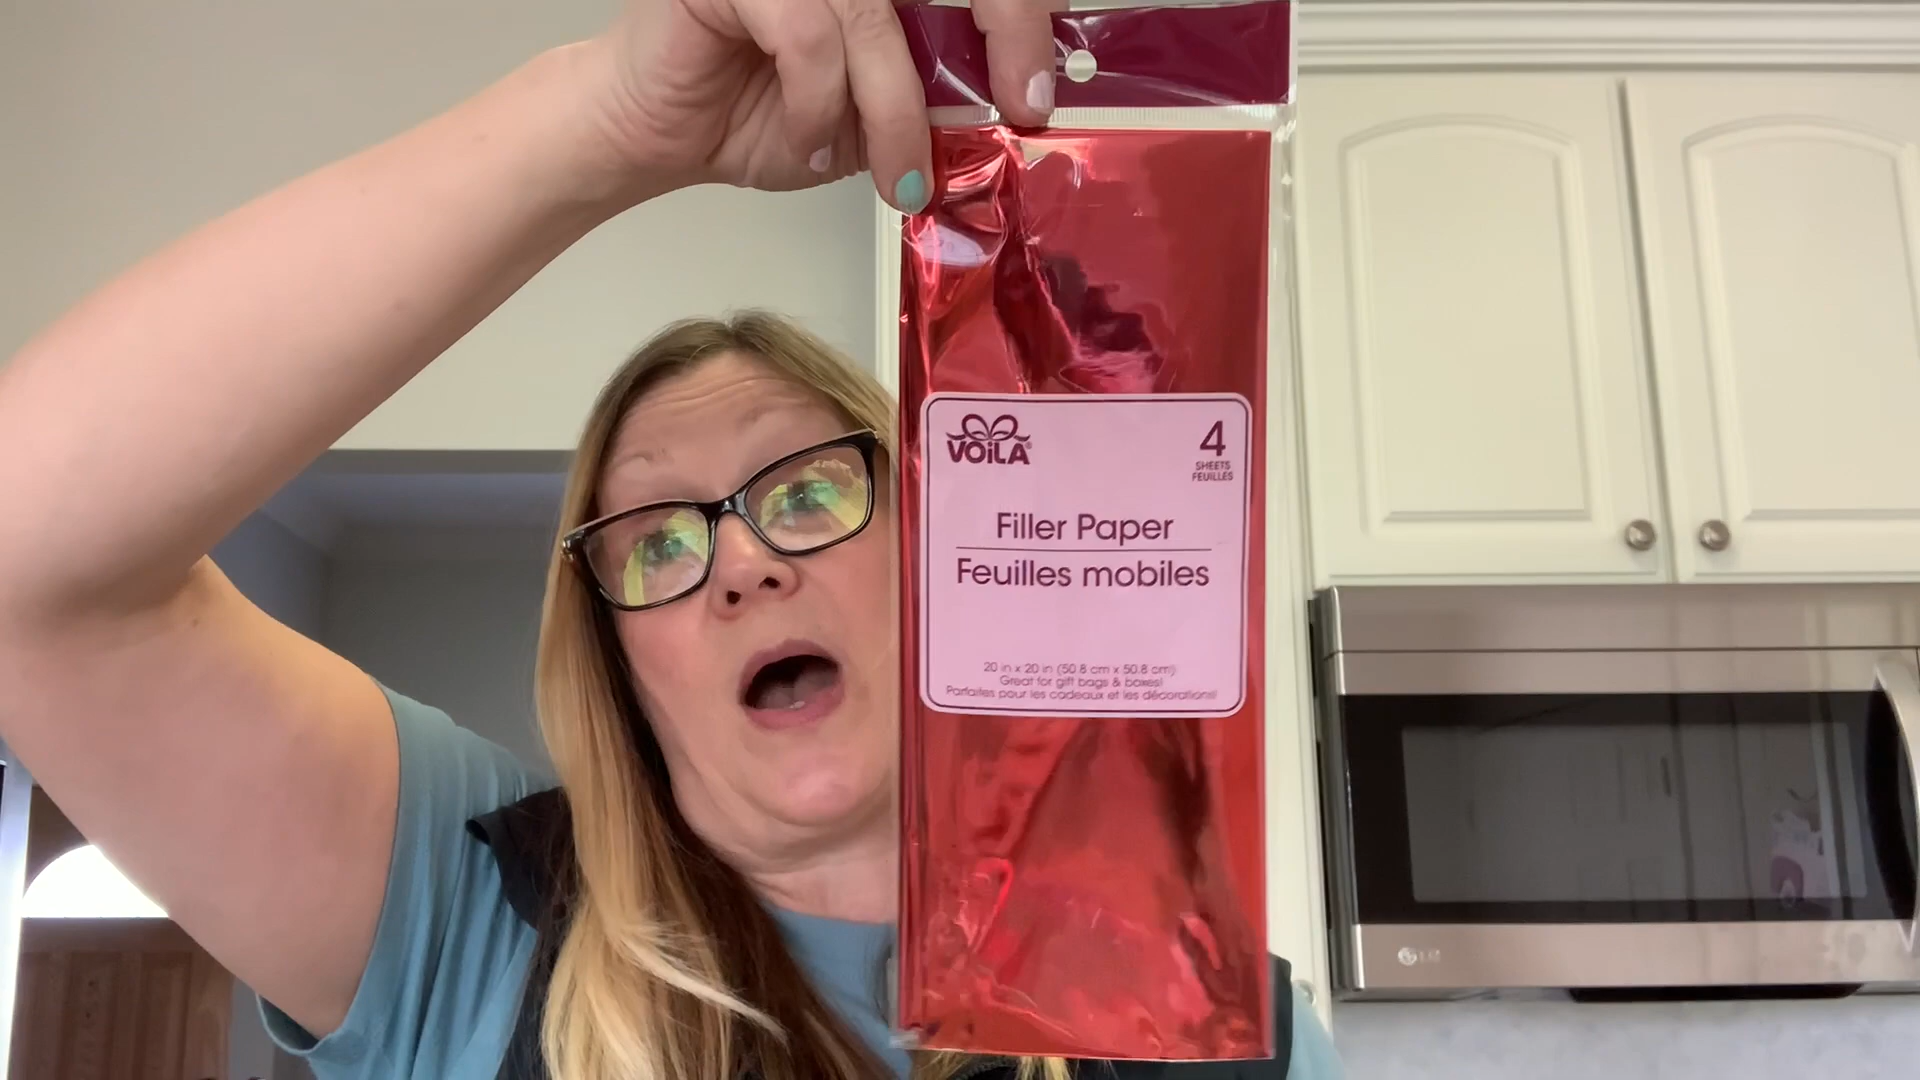 VOiLA®
4
SHEETS
FEUILLES
Filler Paper
Feuilles mobiles
20 in x 20 in (50.8 cm x 50.8 cm)
Great for gift bags & boxes!
Parfaites pour les cadeaux et les décorations!
LG